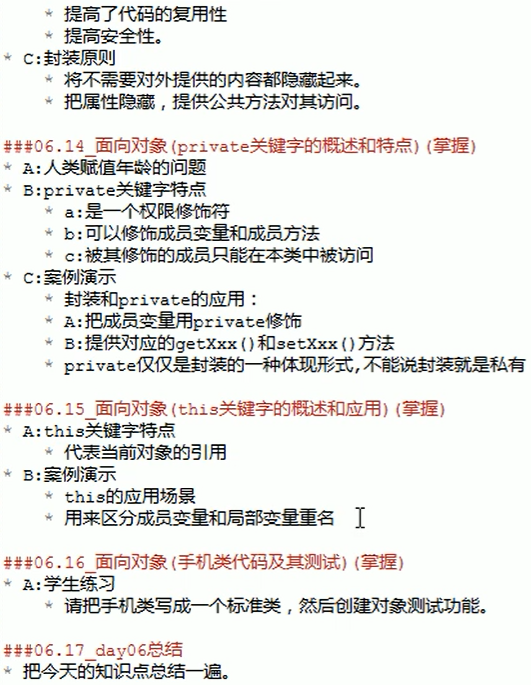 * 提高了代码的复用性
* 提高安全性。
* C:封装原则
* 将不需要对外提供的内容都隐藏起来。
* 把属性隐藏，提供公共方法对其访问。
###06.14_面向对象(private关键字的概述和特点)(掌握)
* A:人类赋值年龄的问题
* B:private关键字特点
* a:是一个权限修饰符
* b:可以修饰成员变量和成员方法
* c:被其修饰的成员只能在本类中被访问
* C:案例演示
* 封装和private的应用：
* A:把成员变量用private修饰
* B:提供对应的getXxx()和setXxx()方法
* private仅仅是封装的一种体现形式,不能说封装就是私有
###06.15_面向对象(this关键字的概述和应用)(掌握)
* A:this关键字特点
* 代表当前对象的引用
* B:案例演示
* this的应用场景
* 用来区分成员变量和局部变量重名
###06.16_面向对象(手机类代码及其测试)(掌握)
* A:学生练习
* 请把手机类写成一个标准类，然后创建对象测试功能。
###06.17_day06总结
* 把今天的知识点总结一遍。